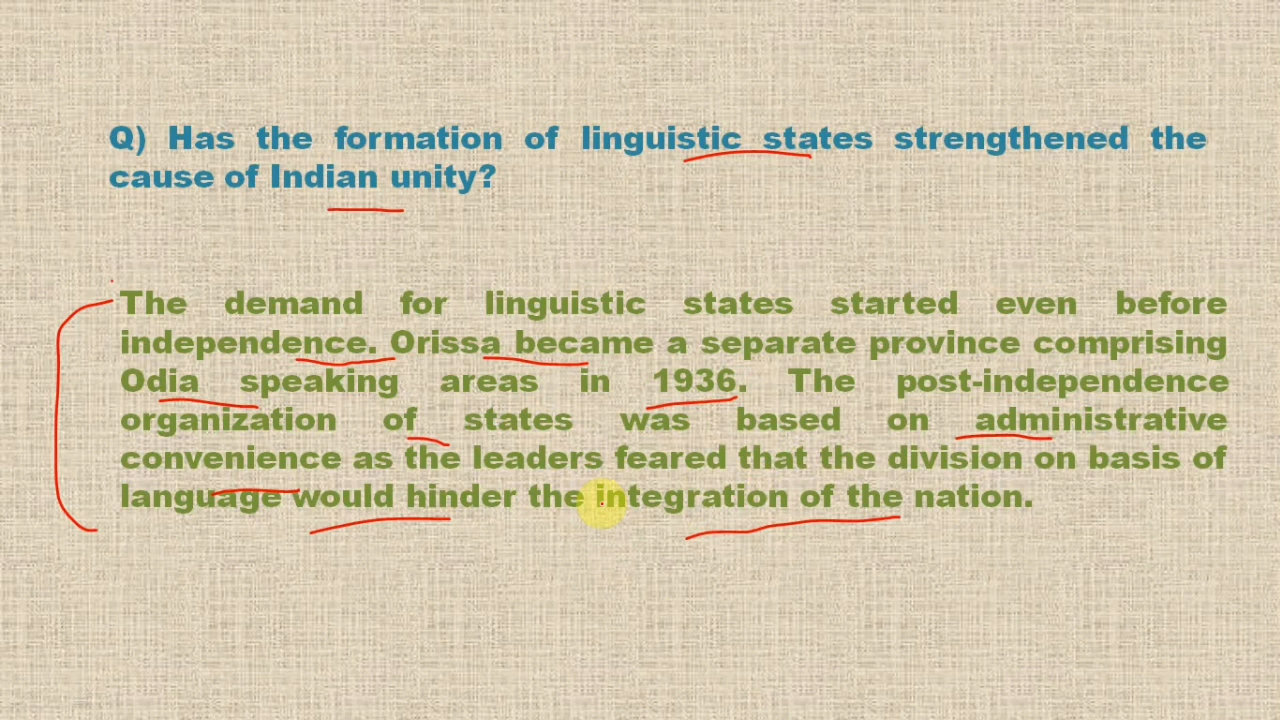 Q) Has the formation of linguistic states strengthened the
cause of Indian unity?
The demand for linguistic states started even before
independence. Orissa became a separate province comprising
Odia speaking areas in 1936. The post-independence
organization of states was based on administrative
convenience as the leaders feared that the division on basis of
language would hinder the integration of the nation.